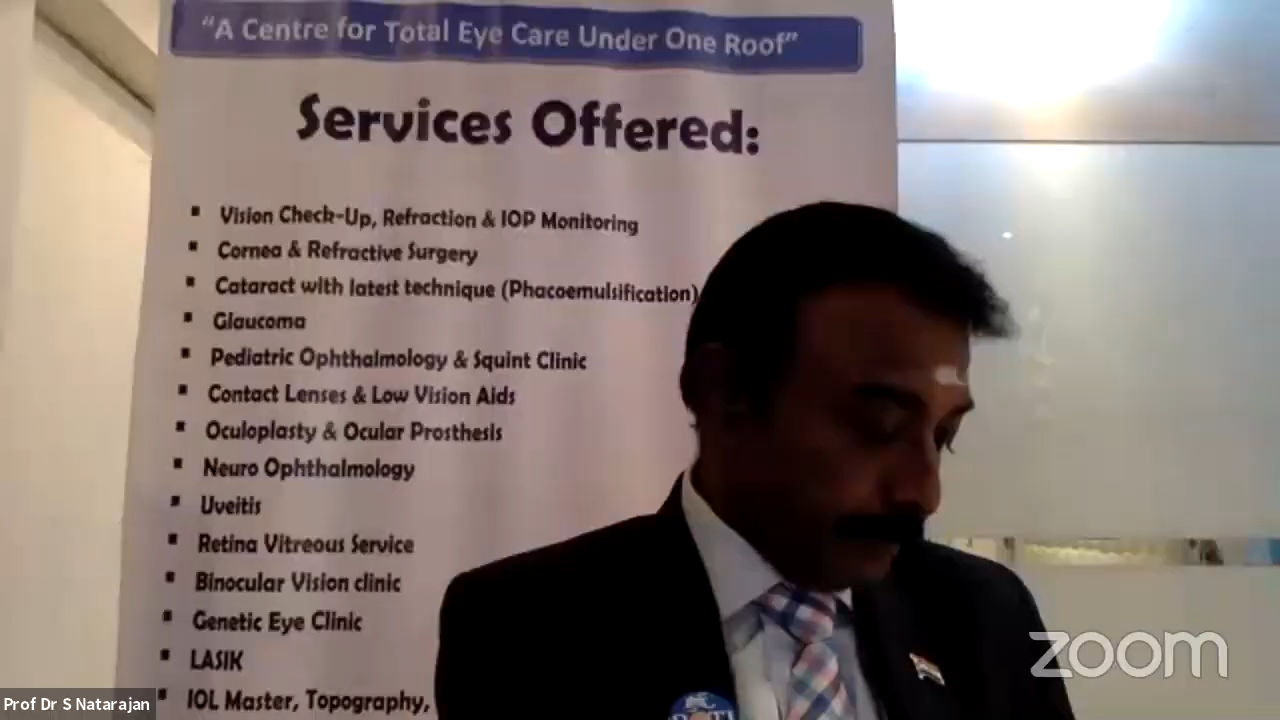 “A Centre for Total Eye Care Under One Roof”
Services Offered:
Vision Check-Up, Refraction & IOP Monitoring
Cornea & Refractive Surgery
Cataract with latest technique (Phacoemulsification)
Glaucoma
Pediatric Ophthalmology & Squint Clinic
Contact Lenses & Low Vision Aids
Oculoplasty & Ocular Prosthesis
Neuro Ophthalmology
Uveitis
Retina Vitreous Service
Binocular Vision clinic
Genetic Eye Clinic
LASIK
IOL Master, Topography,
zoom
Prof Dr S Natarajan